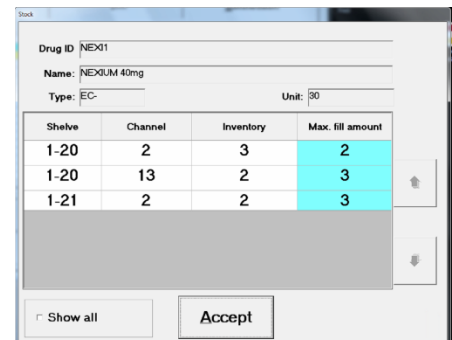 Stock
Drug ID NEXI1
Name: NEXIUM 40mg
Type: EC- Unit: 30
Shelve Channel Inventory Max. fill amount
1-20 2 3 2
1-20 13 2 3
1-21 2 2 3
Show all Accept